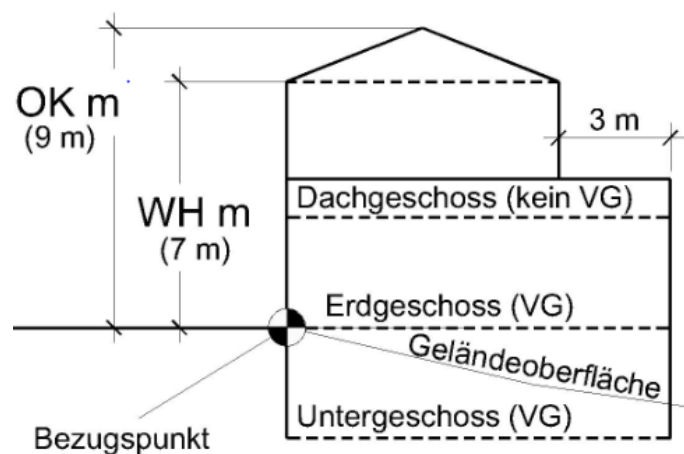 OK m
(9 m)
WH m
(7 m)
3 m
Dachgeschoss (kein VG)
Erdgeschoss (VG)
Geländeoberfläche
Untergeschoss (VG)
Bezugspunkt